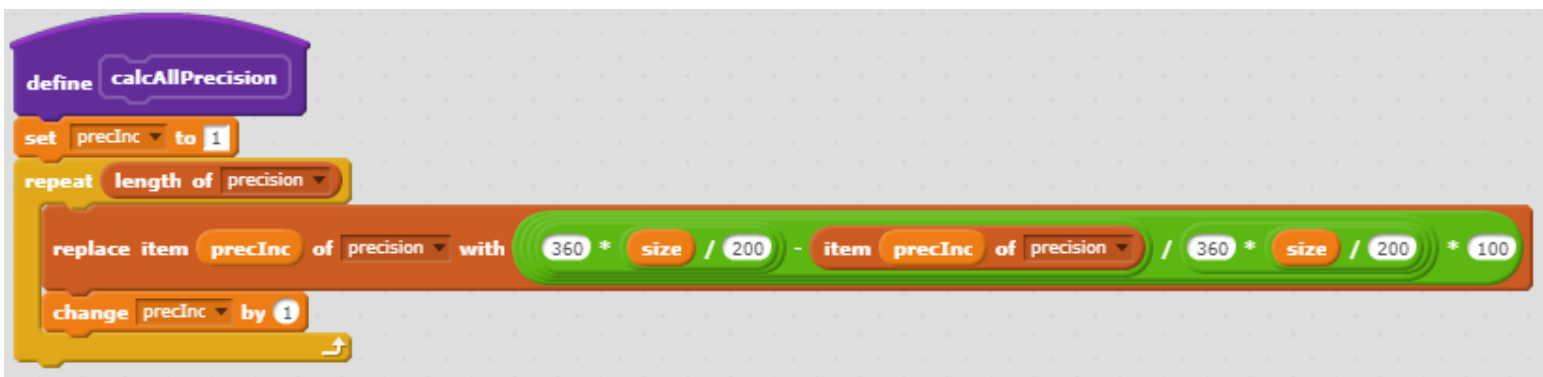 define calcAllPrecision
set precInc to 1
repeat length of precision
replace item precInc of precision with 360 * size / 200 - item precInc of precision / 360 * size / 200 * 100
change precInc by 1